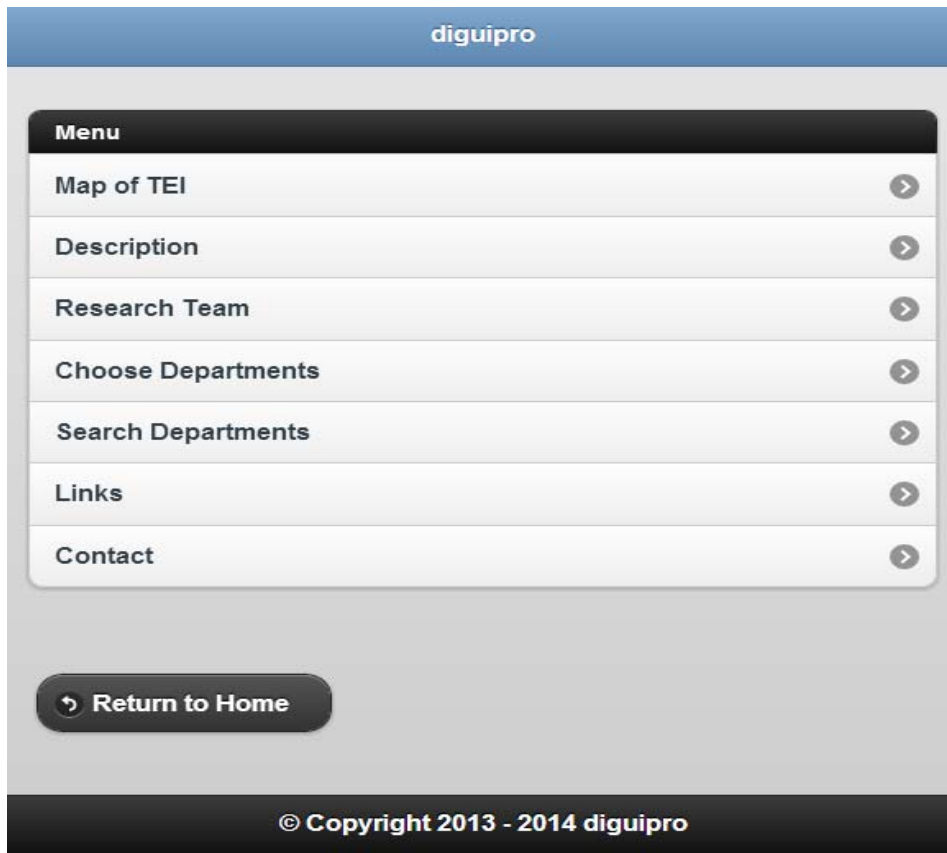 diguipro
Menu
Map of TEI
Description
Research Team
Choose Departments
Search Departments
Links
Contact
Return to Home
© Copyright 2013 - 2014 diguipro